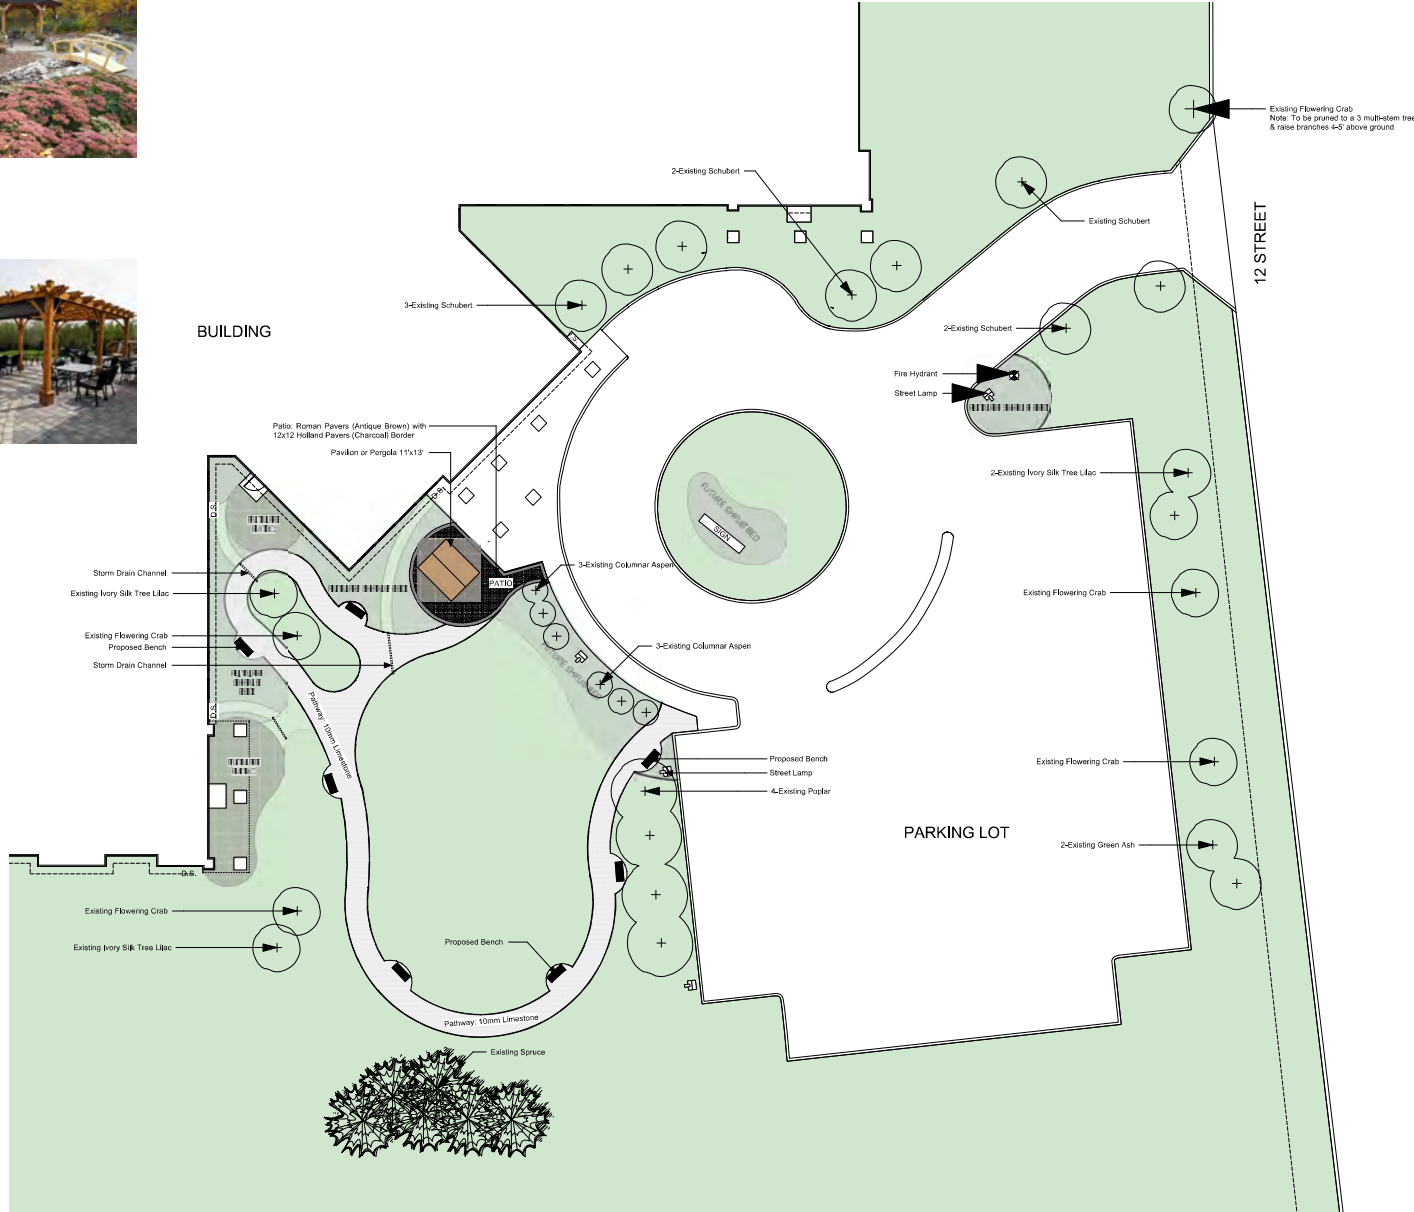 Existing Flowering Crab
Note: To be pruned to a 3 multi-stem tree
& raise branches 4-5' above ground
2-Existing Schubert
Existing Schubert
12 STREET
3-Existing Schubert
BUILDING
2-Existing Schubert
Fire Hydrant
Street Lamp
Patio: Roman Pavers (Antique Brown) with
12x12 Holland Pavers (Charcoal) Border
Pavilion or Pergola 11'x13'
2-Existing Ivory Silk Tree Lilac
D.S.
D.S.
FUTURE SHRUB BED
SIGN
Storm Drain Channel
3-Existing Columnar Aspen
PATIO
Existing Ivory Silk Tree Lilac
Existing Flowering Crab
Existing Flowering Crab
Proposed Bench
3-Existing Columnar Aspen
Storm Drain Channel
FUTURE SHRUB
D.S.
Pathway: 10mm Limestone
Proposed Bench
Existing Flowering Crab
Street Lamp
4-Existing Poplar
PARKING LOT
2-Existing Green Ash
D.S.
Existing Flowering Crab
Proposed Bench
Existing Ivory Silk Tree Lilac
Pathway: 10mm Limestone
Existing Spruce